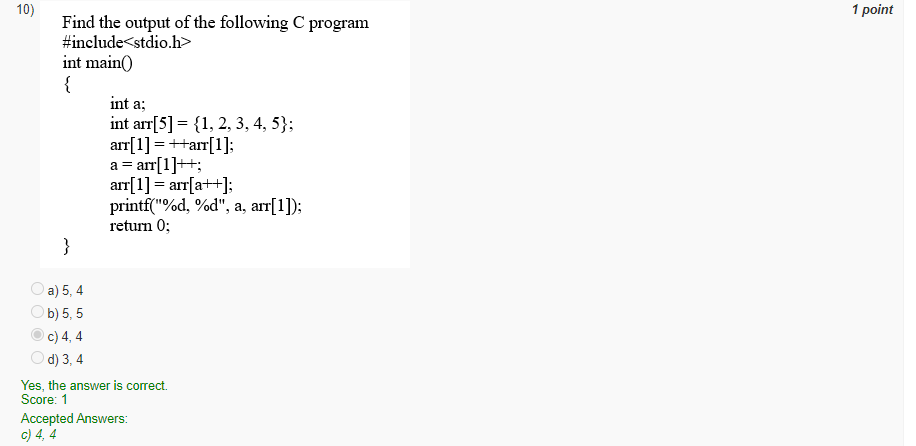 10)
1 point
Find the output of the following C program
#include<stdio.h>
int main()
{
int a;
int arr[5] = {1, 2, 3, 4, 5};
arr[1] = ++arr[1];
a = arr[1]++;
arr[1] = arr[a++];
printf("%d, %d", a, arr[1]);
return 0;
}
a) 5, 4
b) 5, 5
c) 4, 4
d) 3, 4
Yes, the answer is correct.
Score: 1
Accepted Answers:
c) 4, 4